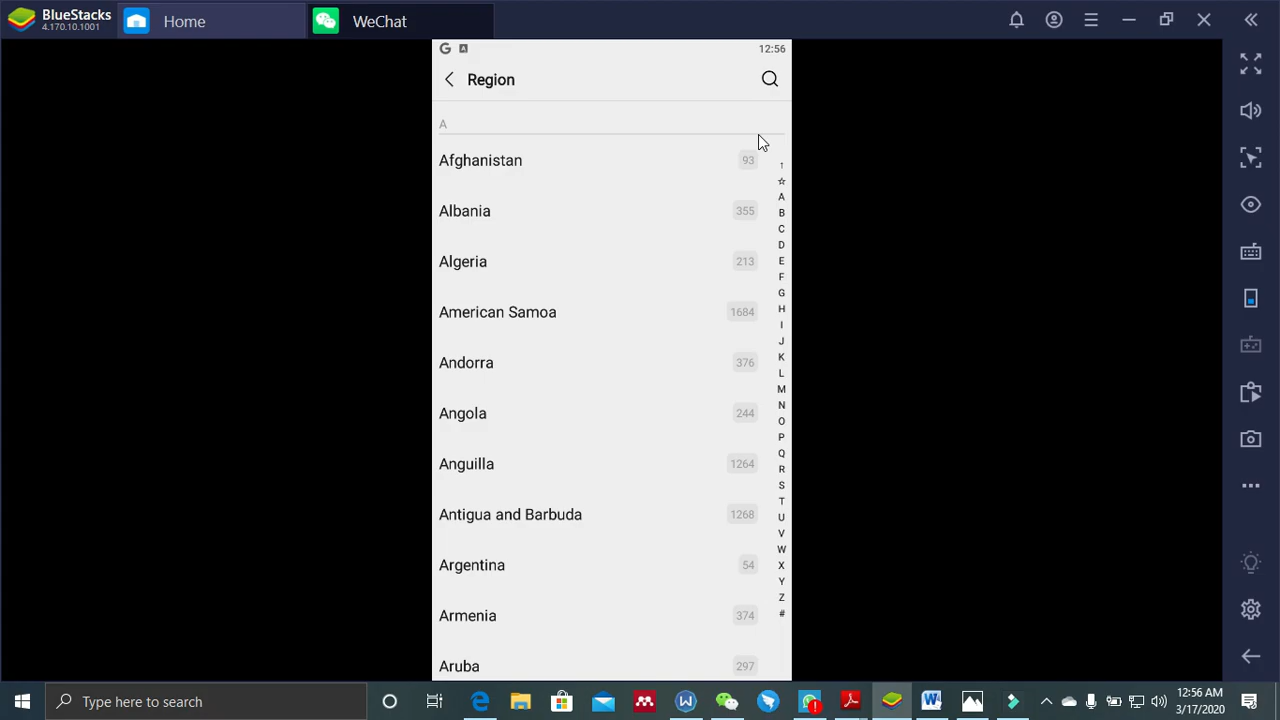 BlueStacks
4.170.10.1001
Home
WeChat
12:56
Region
A
Afghanistan 93
Albania 355
Algeria 213
American Samoa 1684
Andorra 376
Angola 244
Anguilla 1264
Antigua and Barbuda 1268
Argentina 54
Armenia 374
Aruba 297
↑
☆
A
B
C
D
E
F
G
H
I
J
K
L
M
N
O
P
Q
R
S
T
U
V
W
X
Y
Z
#
Type here to search
12:56 AM
3/17/2020